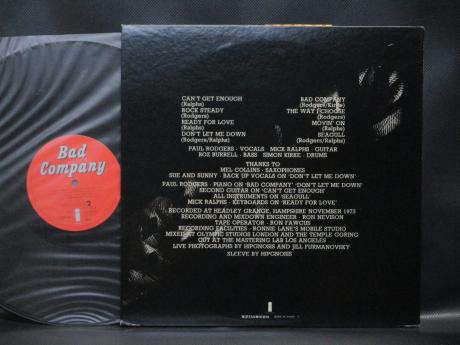 Bad
Company
2
CAN'T GET ENOUGH
(Ralphs)
ROCK STEADY
(Rodgers)
READY FOR LOVE
(Ralphs)
DON'T LET ME DOWN
(Rodgers/Ralphs)
BAD COMPANY
(Rodgers/Kirke)
THE WAY I CHOOSE
(Rodgers)
MOVIN' ON
(Ralphs)
SEAGULL
(Rodgers/Ralphs)
PAUL RODGERS - VOCALS MICK RALPHS - GUITAR
BOZ BURRELL - BASS SIMON KIRKE - DRUMS
THANKS TO
MEL COLLINS - SAXOPHONES
SUE AND SUNNY - BACK UP VOCALS ON 'DON'T LET ME DOWN'
PAUL RODGERS - PIANO ON 'BAD COMPANY' 'DON'T LET ME DOWN'
SECOND GUITAR ON 'CAN'T GET ENOUGH'
ALL INSTRUMENTS ON 'SEAGULL'
MICK RALPHS - KEYBOARDS ON 'READY FOR LOVE'
RECORDED AT HEADLEY GRANGE, HAMPSHIRE NOVEMBER 1973
RECORDING AND MIXDOWN ENGINEER - RON NEVISON
TAPE OPERATOR - RON FAWCUS
RECORDING FACILITIES - RONNIE LANE'S MOBILE STUDIO
MIXED AT OLYMPIC STUDIOS LONDON AND THE TEMPLE GORING
CUT AT THE MASTERING LAB LOS ANGELES
LIVE PHOTOGRAPHS BY HIPGNOSIS AND JILL FURMANOVSKY
SLEEVE BY HIPGNOSIS